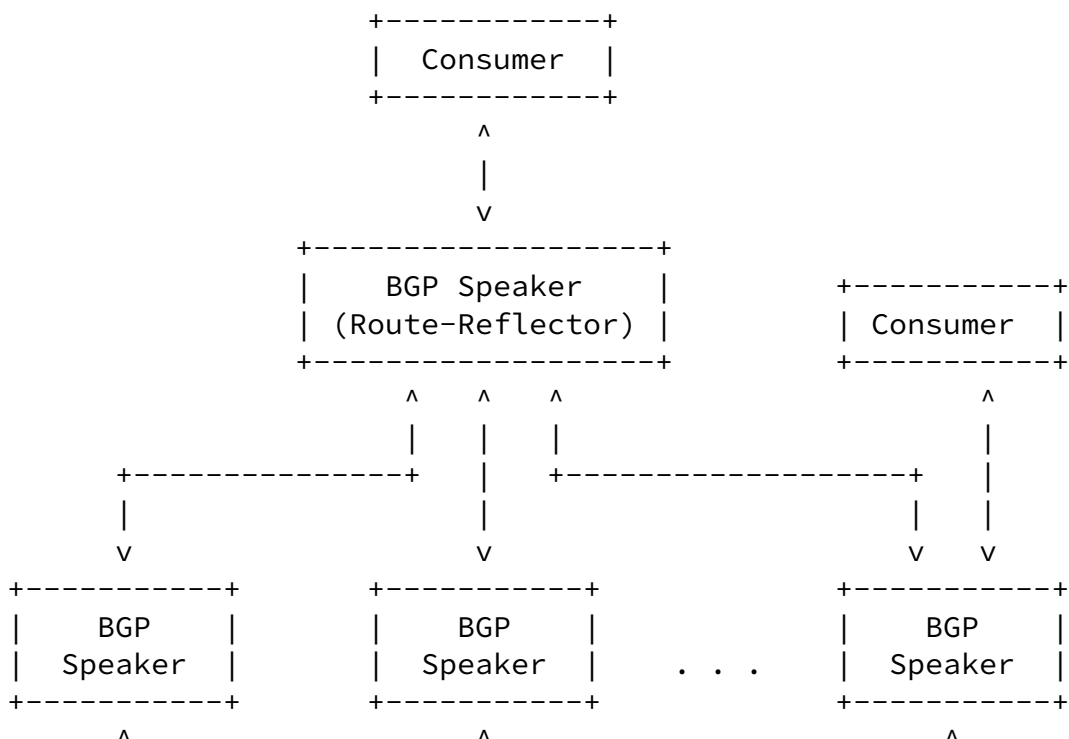 Consumer
BGP Speaker
(Route-Reflector) Consumer
BGP BGP BGP
Speaker Speaker . . . Speaker